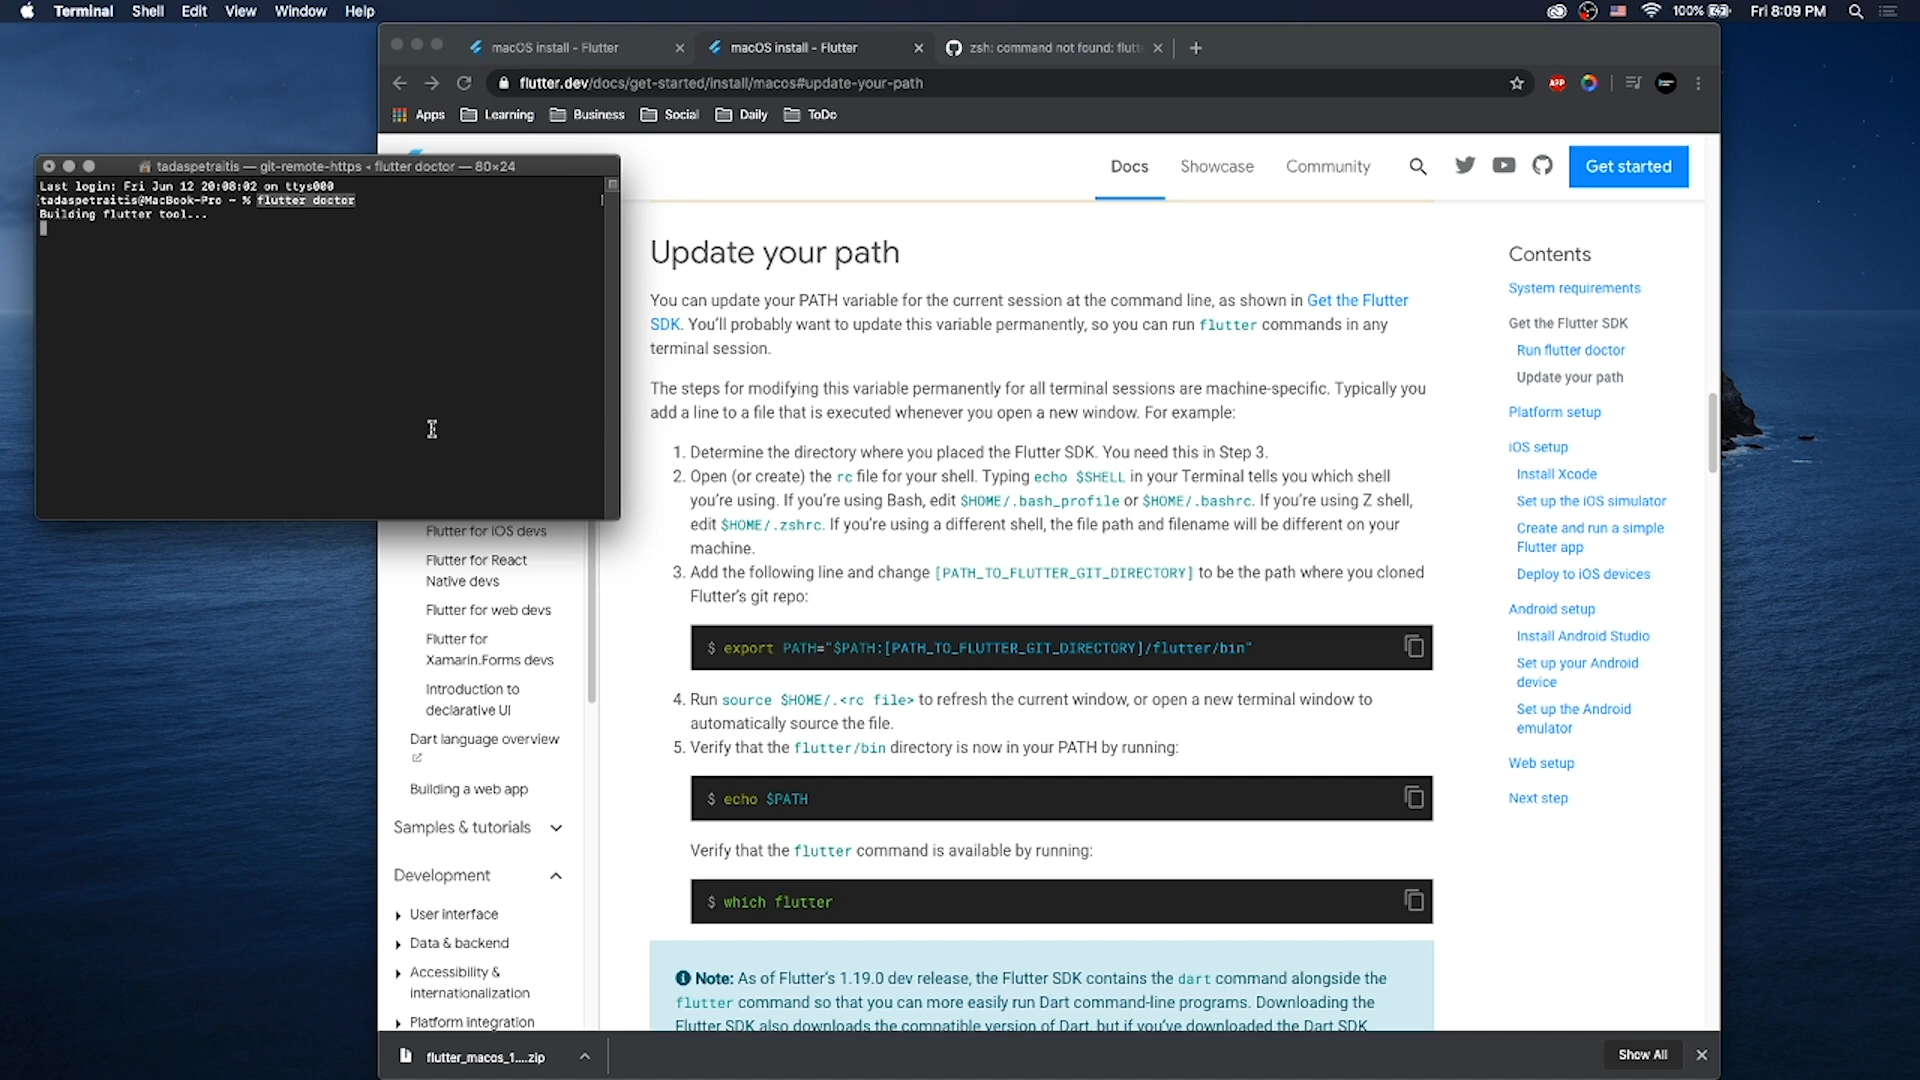 Terminal Shell Edit View Window Help
100% Fri 8:09 PM
macOS install - Flutter
macOS install - Flutter
zsh: command not found: flutt
flutter.dev/docs/get-started/install/macos#update-your-path
ABP
Apps Learning Business Social Daily ToDo
tadaspetraitis — git-remote-https ◂ flutter doctor — 80×24
Last login: Fri Jun 12 20:08:02 on ttys000
[tadaspetraitis@MacBook-Pro ~ % flutter doctor ]
Building flutter tool...
Docs Showcase Community
Get started
Update your path
You can update your PATH variable for the current session at the command line, as shown in Get the Flutter
SDK. You'll probably want to update this variable permanently, so you can run flutter commands in any
terminal session.
The steps for modifying this variable permanently for all terminal sessions are machine-specific. Typically you
add a line to a file that is executed whenever you open a new window. For example:
1. Determine the directory where you placed the Flutter SDK. You need this in Step 3.
2. Open (or create) the rc file for your shell. Typing echo $SHELL in your Terminal tells you which shell
you're using. If you're using Bash, edit $HOME/.bash_profile or $HOME/.bashrc. If you're using Z shell,
edit $HOME/.zshrc. If you're using a different shell, the file path and filename will be different on your
machine.
3. Add the following line and change [PATH_TO_FLUTTER_GIT_DIRECTORY] to be the path where you cloned
Flutter's git repo:
$ export PATH="$PATH:[PATH_TO_FLUTTER_GIT_DIRECTORY]/flutter/bin"
4. Run source $HOME/.<rc file> to refresh the current window, or open a new terminal window to
automatically source the file.
5. Verify that the flutter/bin directory is now in your PATH by running:
$ echo $PATH
Verify that the flutter command is available by running:
$ which flutter
Note: As of Flutter's 1.19.0 dev release, the Flutter SDK contains the dart command alongside the
flutter command so that you can more easily run Dart command-line programs. Downloading the
Flutter SDK also downloads the compatible version of Dart, but if you've downloaded the Dart SDK
Flutter for iOS devs
Flutter for React
Native devs
Flutter for web devs
Flutter for
Xamarin.Forms devs
Introduction to
declarative UI
Dart language overview
Building a web app
Samples & tutorials
Development
User interface
Data & backend
Accessibility &
internationalization
Platform integration
Contents
System requirements
Get the Flutter SDK
Run flutter doctor
Update your path
Platform setup
iOS setup
Install Xcode
Set up the iOS simulator
Create and run a simple
Flutter app
Deploy to iOS devices
Android setup
Install Android Studio
Set up your Android
device
Set up the Android
emulator
Web setup
Next step
flutter_macos_1....zip
Show All